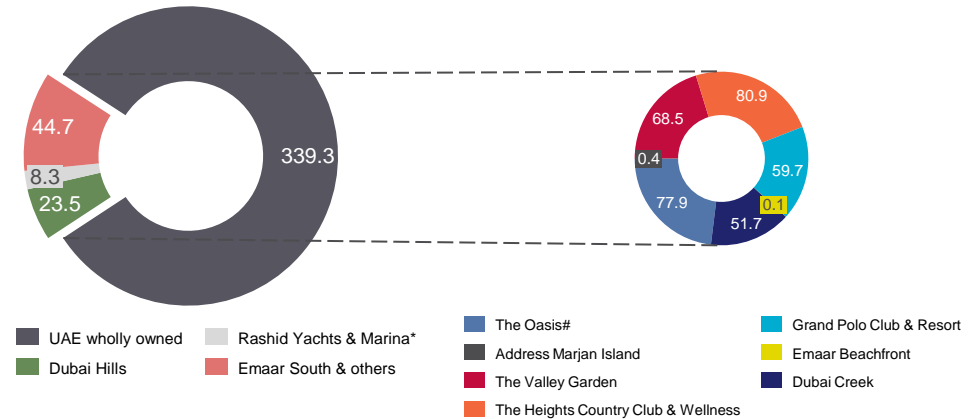 339.3
44.7
8.3
23.5
80.9
68.5
59.7
0.4
77.9
0.1
51.7
UAE wholly owned
Rashid Yachts & Marina*
Dubai Hills
Emaar South & others
The Oasis#
Address Marjan Island
The Valley Garden
The Heights Country Club & Wellness
Grand Polo Club & Resort
Emaar Beachfront
Dubai Creek